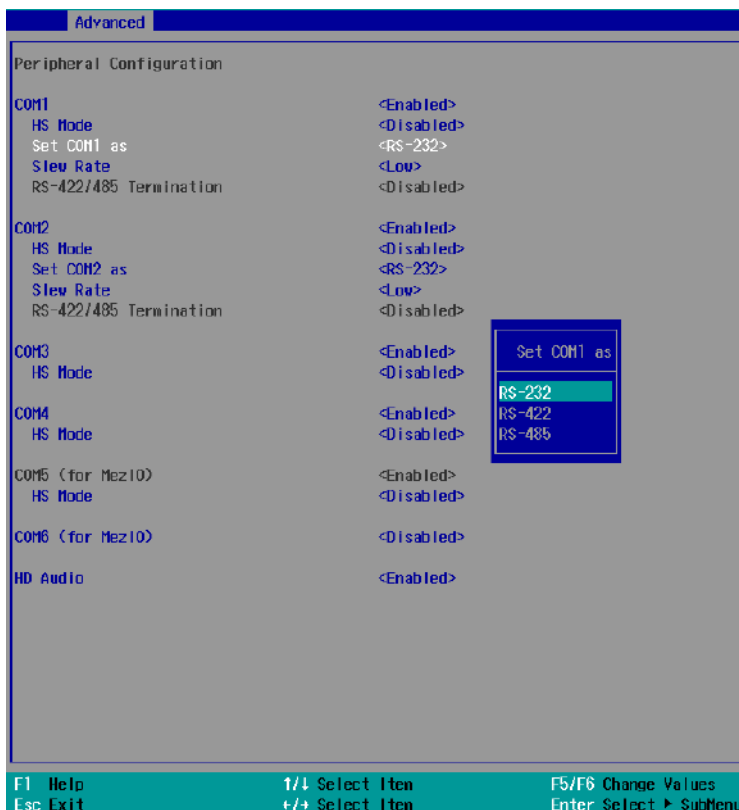 Advanced
Peripheral Configuration
COM1 <Enabled>
HS Mode <Disabled>
Set COM1 as <RS-232>
Slew Rate <Low>
RS-422/485 Termination <Disabled>
COM2 <Enabled>
HS Mode <Disabled>
Set COM2 as <RS-232>
Slew Rate <Low>
RS-422/485 Termination <Disabled>
COM3 <Enabled>
HS Mode <Disabled>
COM4 <Enabled>
HS Mode <Disabled>
COM5 (for MezIO) <Enabled>
HS Mode <Disabled>
COM6 (for MezIO) <Disabled>
HD Audio <Enabled>
Set COM1 as
RS-232
RS-422
RS-485
F1 Help ↑/↓ Select Item F5/F6 Change Values
Esc Exit ←/→ Select Item Enter Select ► SubMenu